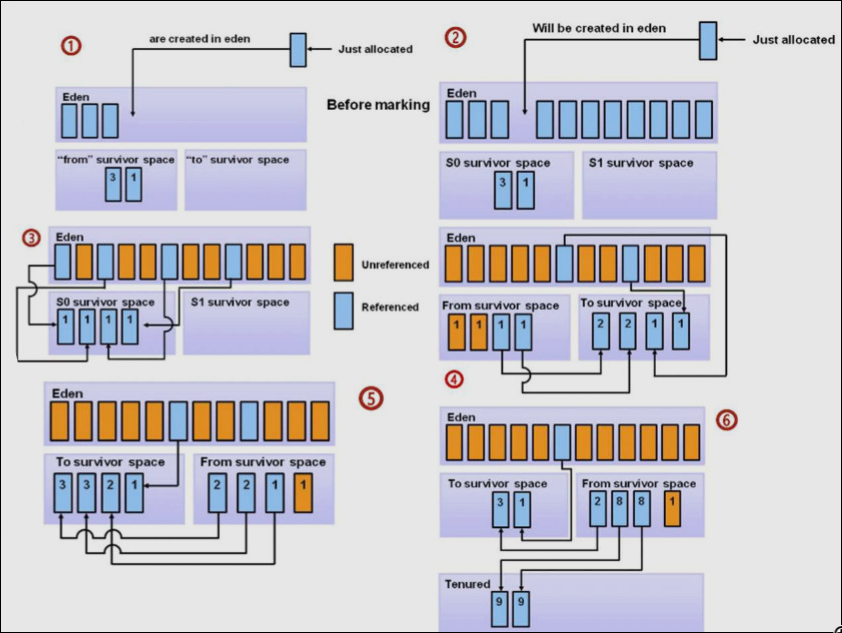 ①
are created in eden
Just allocated
Eden
"from" survivor space
"to" survivor space
3 1
Before marking
②
Will be created in eden
Just allocated
Eden
S0 survivor space
S1 survivor space
3 1
③
Eden
S0 survivor space
S1 survivor space
1 1 1 1
Unreferenced
Referenced
Eden
From survivor space
To survivor space
1 1 1 1
2 2 1 1
④
⑤
Eden
To survivor space
From survivor space
3 3 2 1
2 2 1 1
⑥
Eden
To survivor space
From survivor space
3 1
2 8 8 1
Tenured
9 9